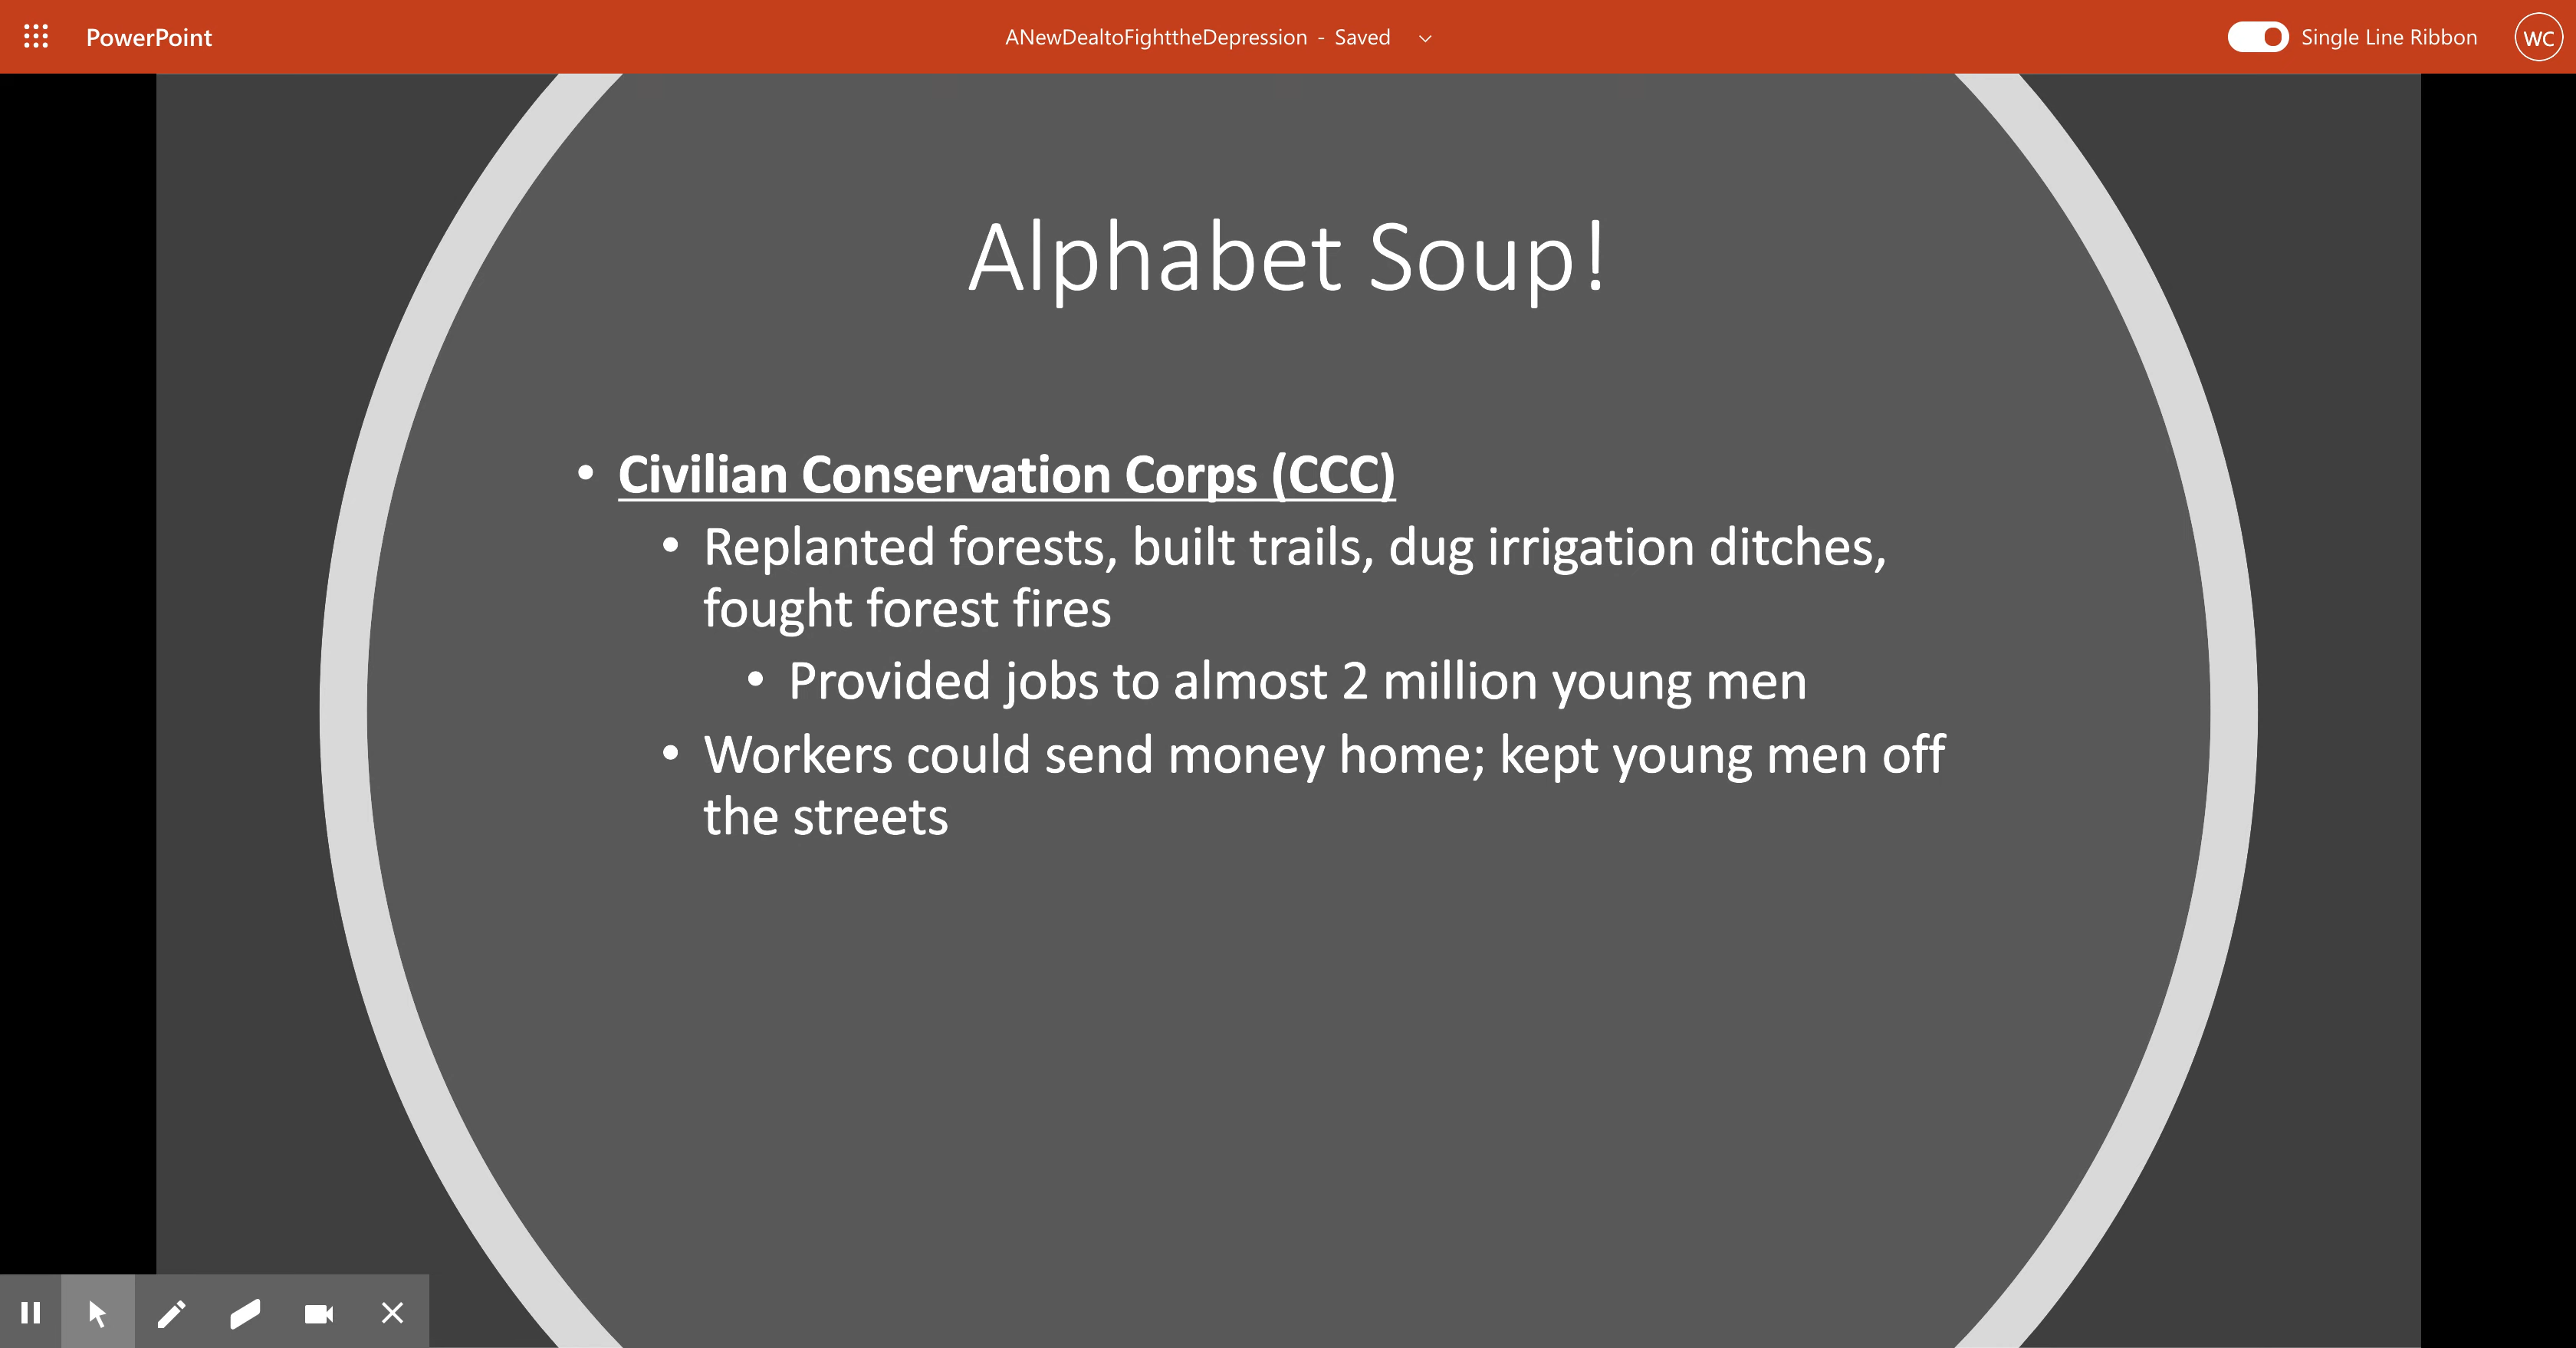 PowerPoint
ANewDealtoFighttheDepression - Saved
Single Line Ribbon
WC
Alphabet Soup!
• Civilian Conservation Corps (CCC)
• Replanted forests, built trails, dug irrigation ditches,
fought forest fires
• Provided jobs to almost 2 million young men
• Workers could send money home; kept young men off
the streets